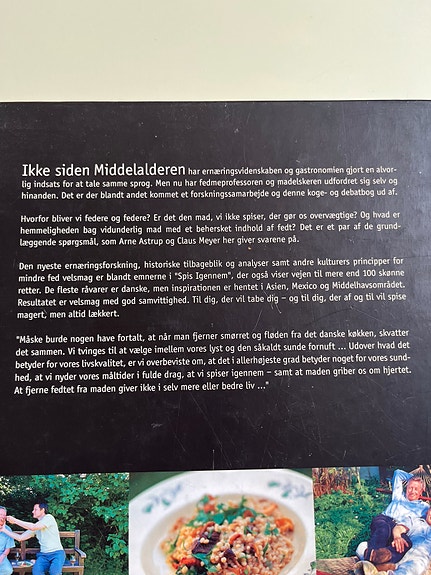 Ikke siden Middelalderen har ernæringsvidenskaben og gastronomien gjort en alvor-
lig indsats for at tale samme sprog. Men nu har fedmeprofessoren og madelskeren udfordret sig selv og
hinanden. Det er der blandt andet kommet et forskningssamarbejde og denne koge- og debatbog ud af.
Hvorfor bliver vi federe og federe? Er det den mad, vi ikke spiser, der gør os overvægtige? Og hvad er
hemmeligheden bag vidunderlig mad med et behersket indhold af fedt? Det er et par af de grund-
læggende spørgsmål, som Arne Astrup og Claus Meyer her giver svarene på.
Den nyeste ernæringsforskning, historiske tilbageblik og analyser samt andre kulturers principper for
mindre fed velsmag er blandt emnerne i "Spis Igennem", der også viser vejen til mere end 100 skønne
retter. De fleste råvarer er danske, men inspirationen er hentet i Asien, Mexico og Middelhavsområdet.
Resultatet er velsmag med god samvittighed. Til dig, der vil tabe dig – og til dig, der af og til vil spise
magert, men altid lækkert.
"Måske burde nogen have fortalt, at når man fjerner smørret og fløden fra det danske køkken, skvatter
det sammen. Vi tvinges til at vælge imellem vores lyst og den såkaldt sunde fornuft ... Udover hvad det
betyder for vores livskvalitet, er vi overbeviste om, at det i allerhøjeste grad betyder noget for vores sund-
hed, at vi nyder vores måltider i fulde drag, at vi spiser igennem – samt at maden griber os om hjertet.
At fjerne fedtet fra maden giver ikke i selv mere eller bedre liv ..."